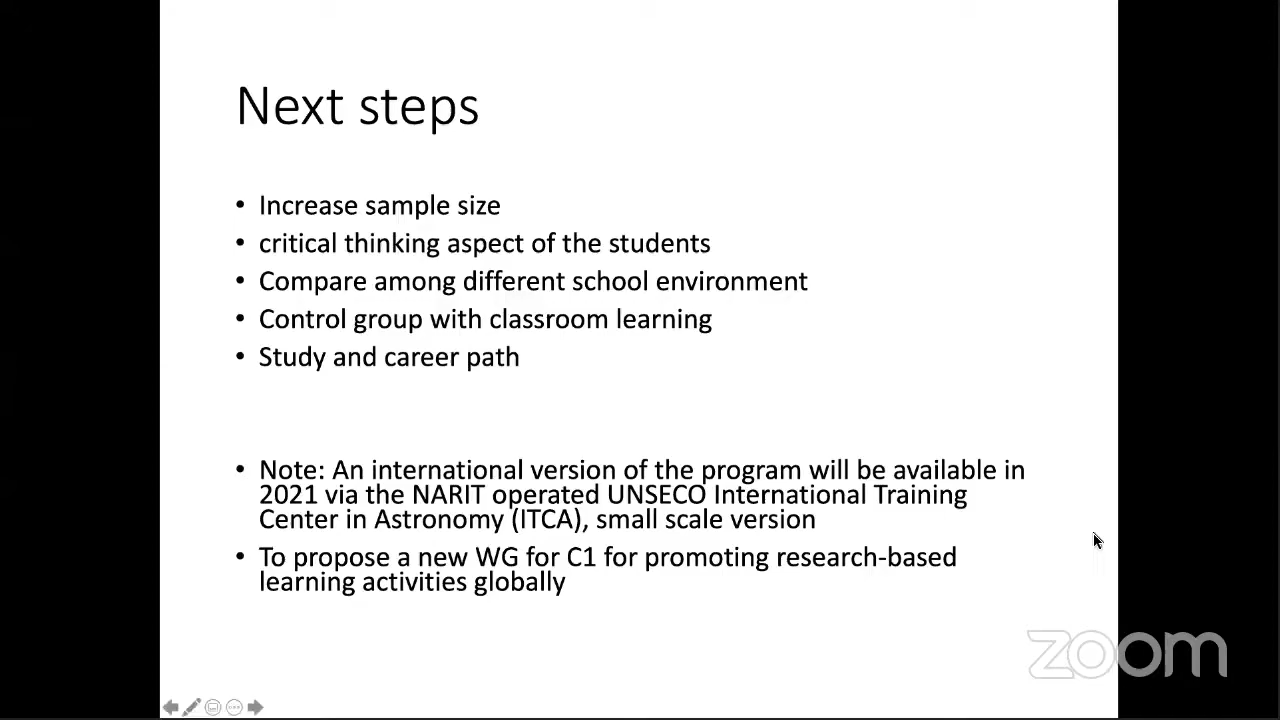 Next steps
• Increase sample size
• critical thinking aspect of the students
• Compare among different school environment
• Control group with classroom learning
• Study and career path
• Note: An international version of the program will be available in
2021 via the NARIT operated UNSECO International Training
Center in Astronomy (ITCA), small scale version
• To propose a new WG for C1 for promoting research-based
learning activities globally
zoom